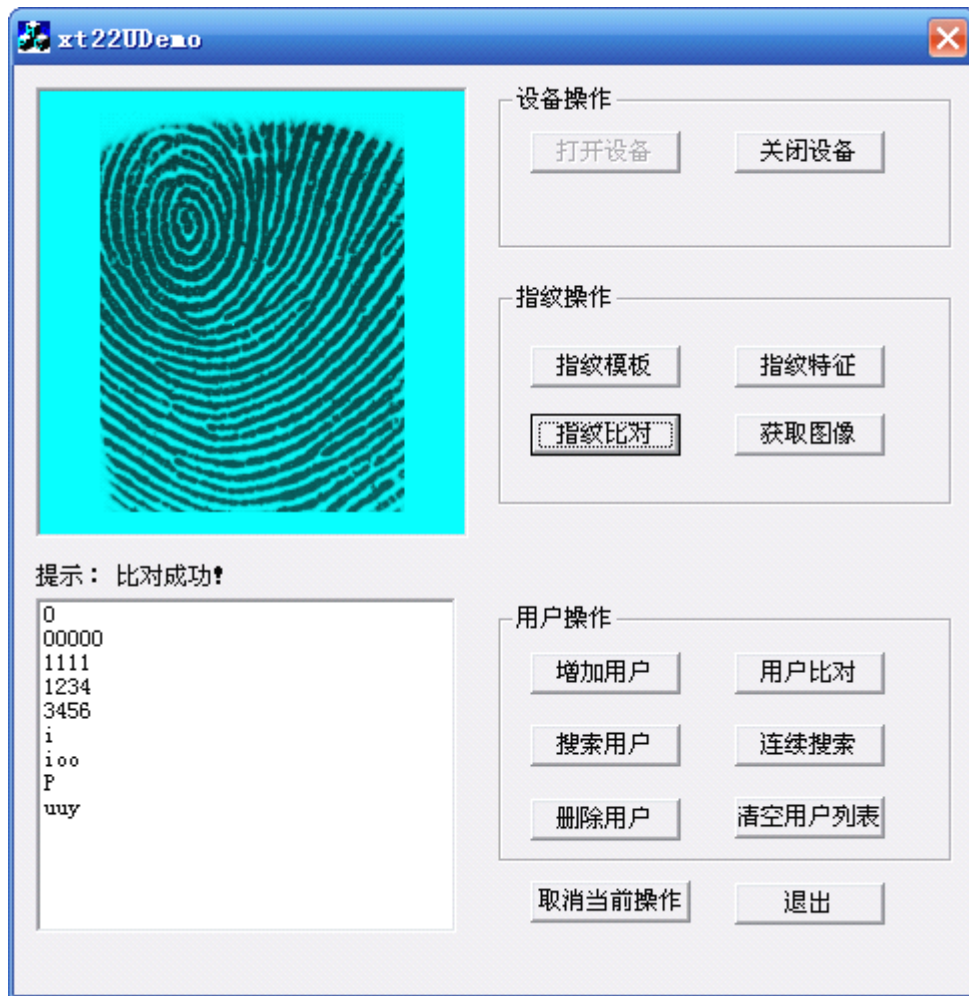 xt22UDemo
设备操作
打开设备 关闭设备
指纹操作
指纹模板 指纹特征
指纹比对 获取图像
提示： 比对成功!
0
00000
1111
1234
3456
i
ioo
P
uuy
用户操作
增加用户 用户比对
搜索用户 连续搜索
删除用户 清空用户列表
取消当前操作 退出